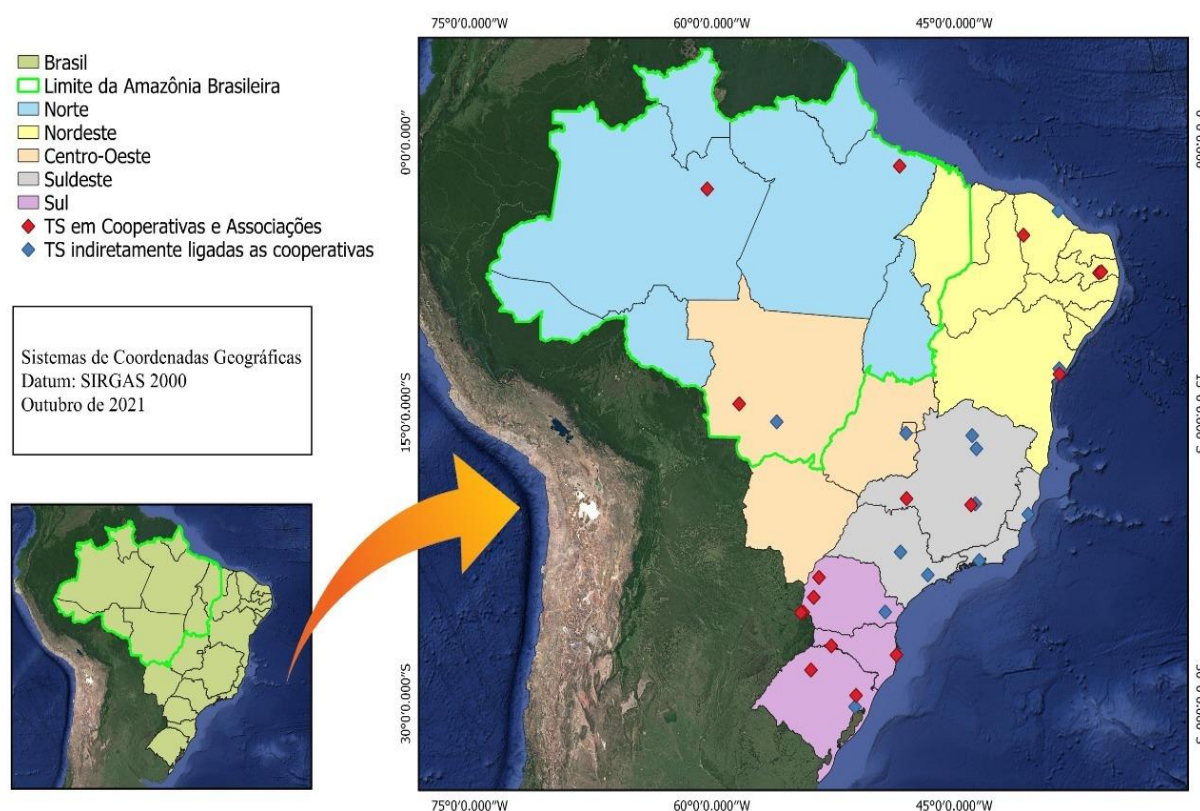 75°0'0.000"W 60°0'0.000"W 45°0'0.000"W
Brasil
Limite da Amazônia Brasileira
Norte
Nordeste
Centro-Oeste
Suldeste
Sul
TS em Cooperativas e Associações
TS indiretamente ligadas as cooperativas
Sistemas de Coordenadas Geográficas
Datum: SIRGAS 2000
Outubro de 2021
0°0'0.000"
15°0'0.000"S
30°0'0.000"S
75°0'0.000"W 60°0'0.000"W 45°0'0.000"W